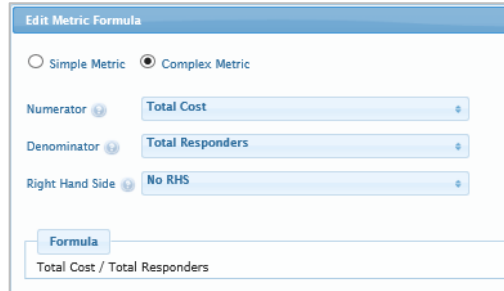 Edit Metric Formula
Simple Metric Complex Metric
Numerator Total Cost
Denominator Total Responders
Right Hand Side No RHS
Formula
Total Cost / Total Responders